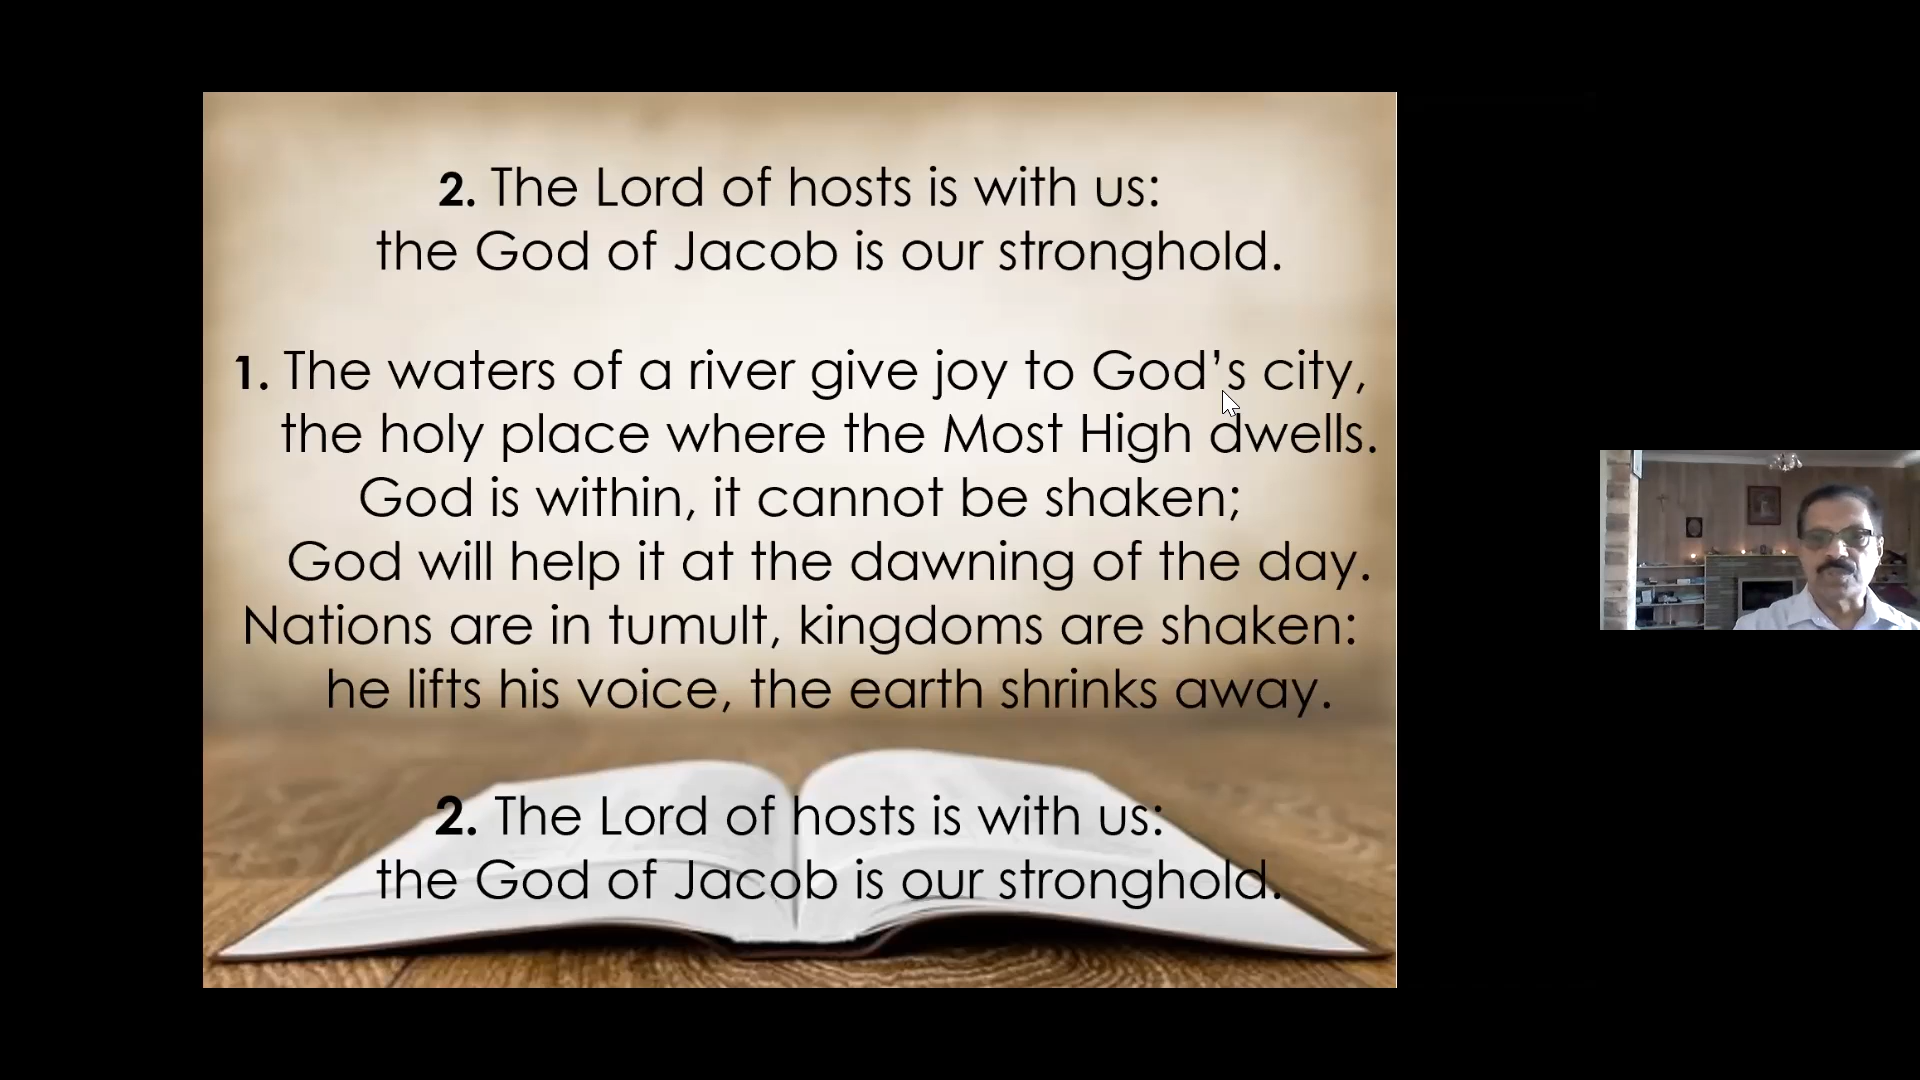 2. The Lord of hosts is with us:
the God of Jacob is our stronghold.
1. The waters of a river give joy to God’s city,
the holy place where the Most High dwells.
God is within, it cannot be shaken;
God will help it at the dawning of the day.
Nations are in tumult, kingdoms are shaken:
he lifts his voice, the earth shrinks away.
2. The Lord of hosts is with us:
the God of Jacob is our stronghold.